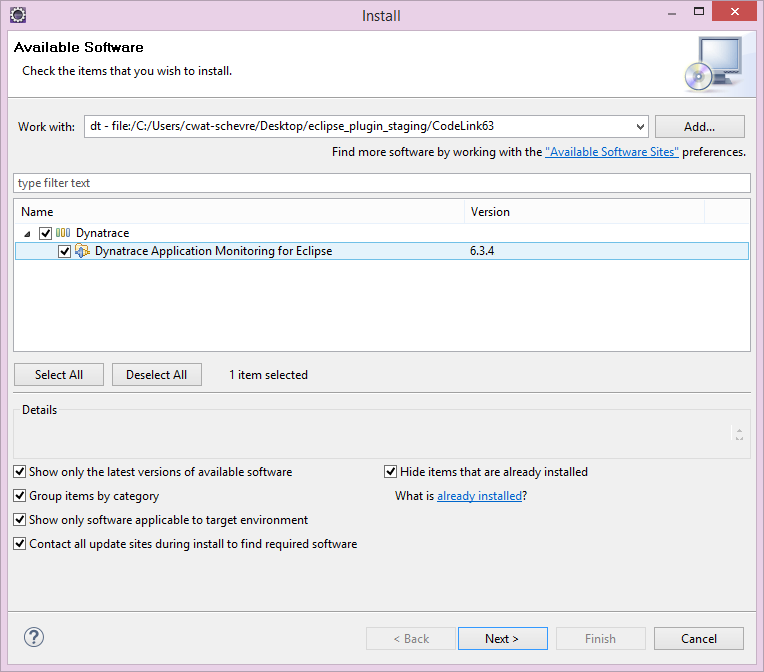 Install
Available Software
Check the items that you wish to install.
Work with: dt - file:/C:/Users/cwat-schevre/Desktop/eclipse_plugin_staging/CodeLink63 Add...
Find more software by working with the "Available Software Sites" preferences.
type filter text
Name Version
Dynatrace
Dynatrace Application Monitoring for Eclipse 6.3.4
Select All Deselect All 1 item selected
Details
Show only the latest versions of available software Hide items that are already installed
Group items by category What is already installed?
Show only software applicable to target environment
Contact all update sites during install to find required software
? < Back Next > Finish Cancel